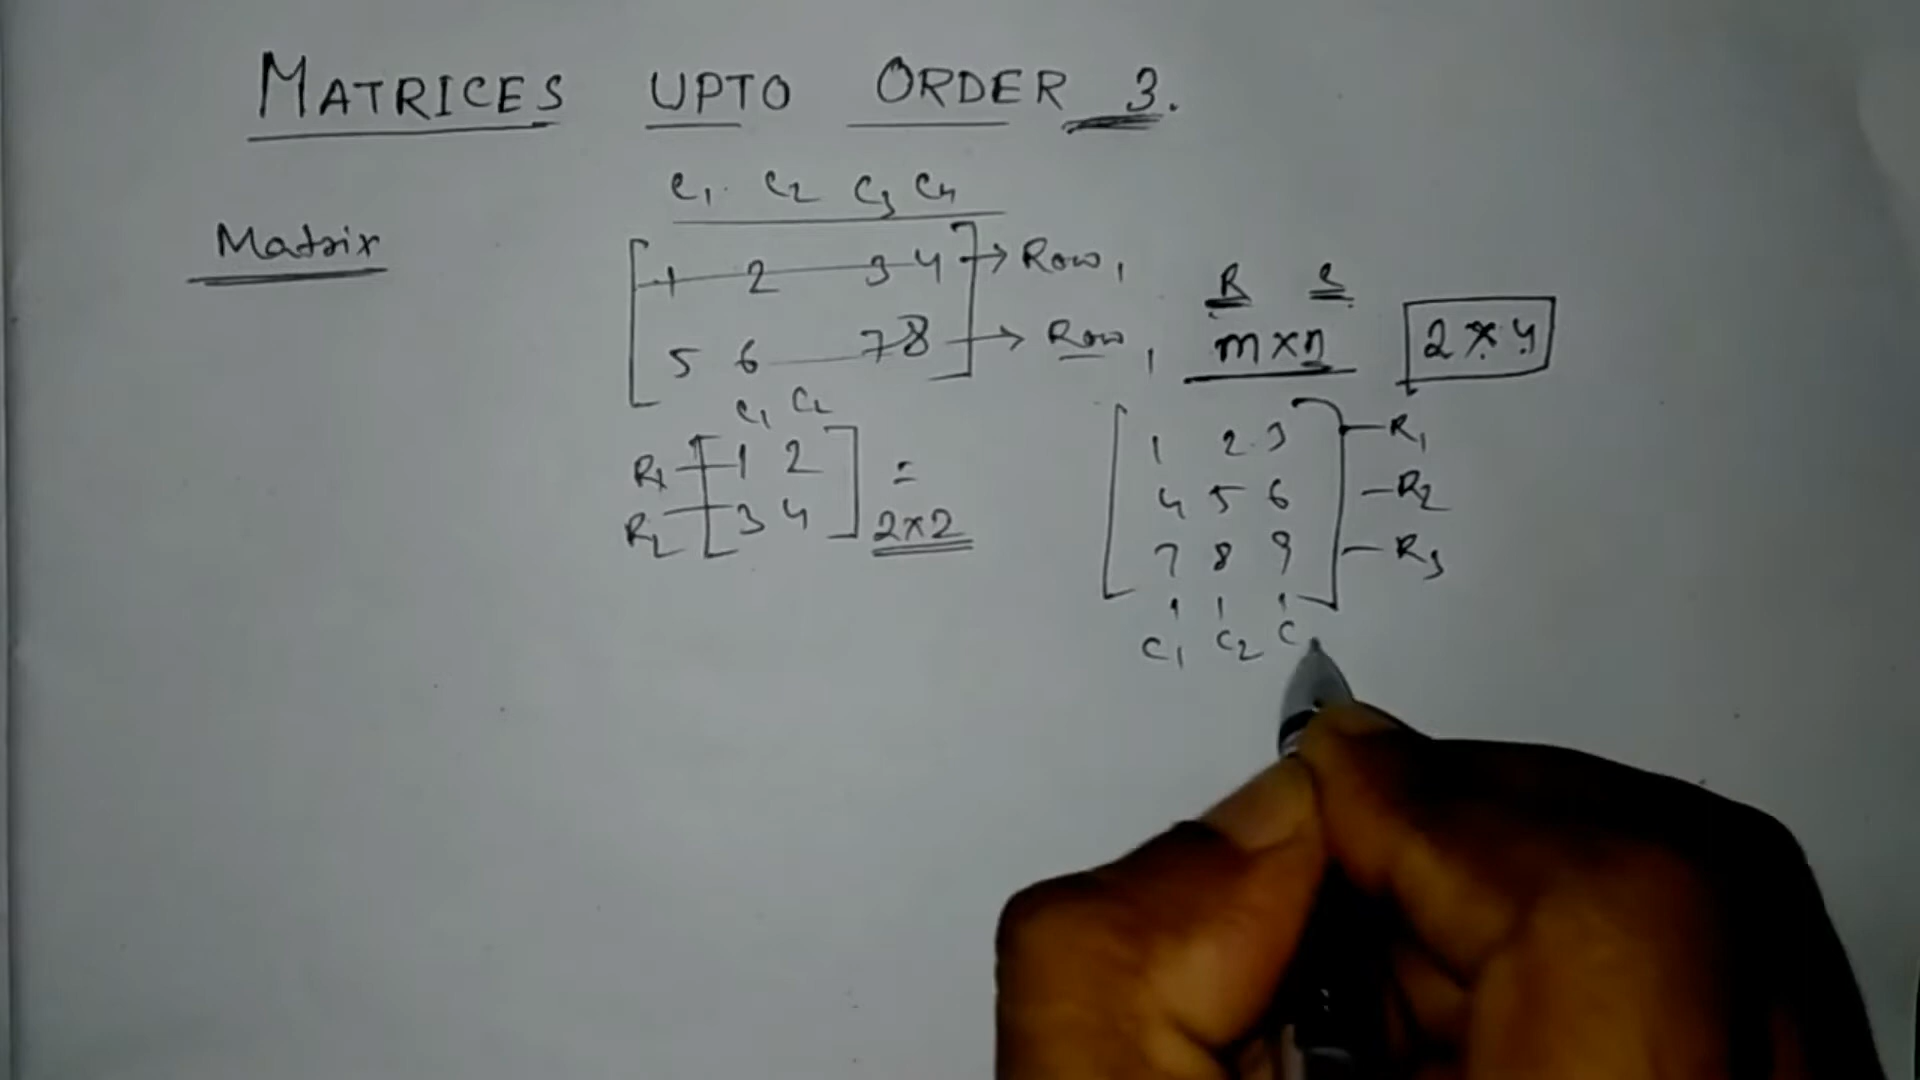 MATRICES UPTO ORDER 3.
C1 C2 C3 C4
Matrix
1 2 3 4 → Row 1
5 6 7 8 → Row 1
R C
m×n
2×4
C1 C2
R1 1 2
R2 3 4
=
2×2
1 2 3 R1
4 5 6 R2
7 8 9 R3
C1 C2 C